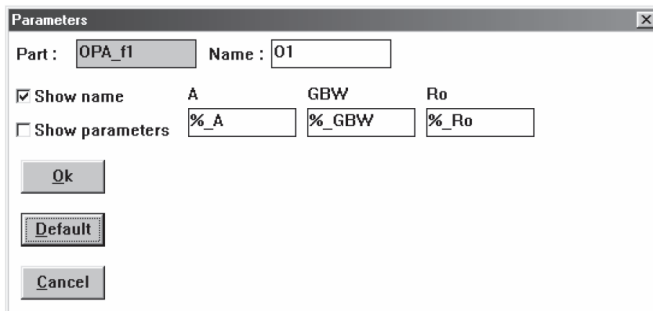 Parameters
Part : OPA_f1 Name : O1
Show name A GBW Ro
Show parameters %_A %_GBW %_Ro
Ok
Default
Cancel